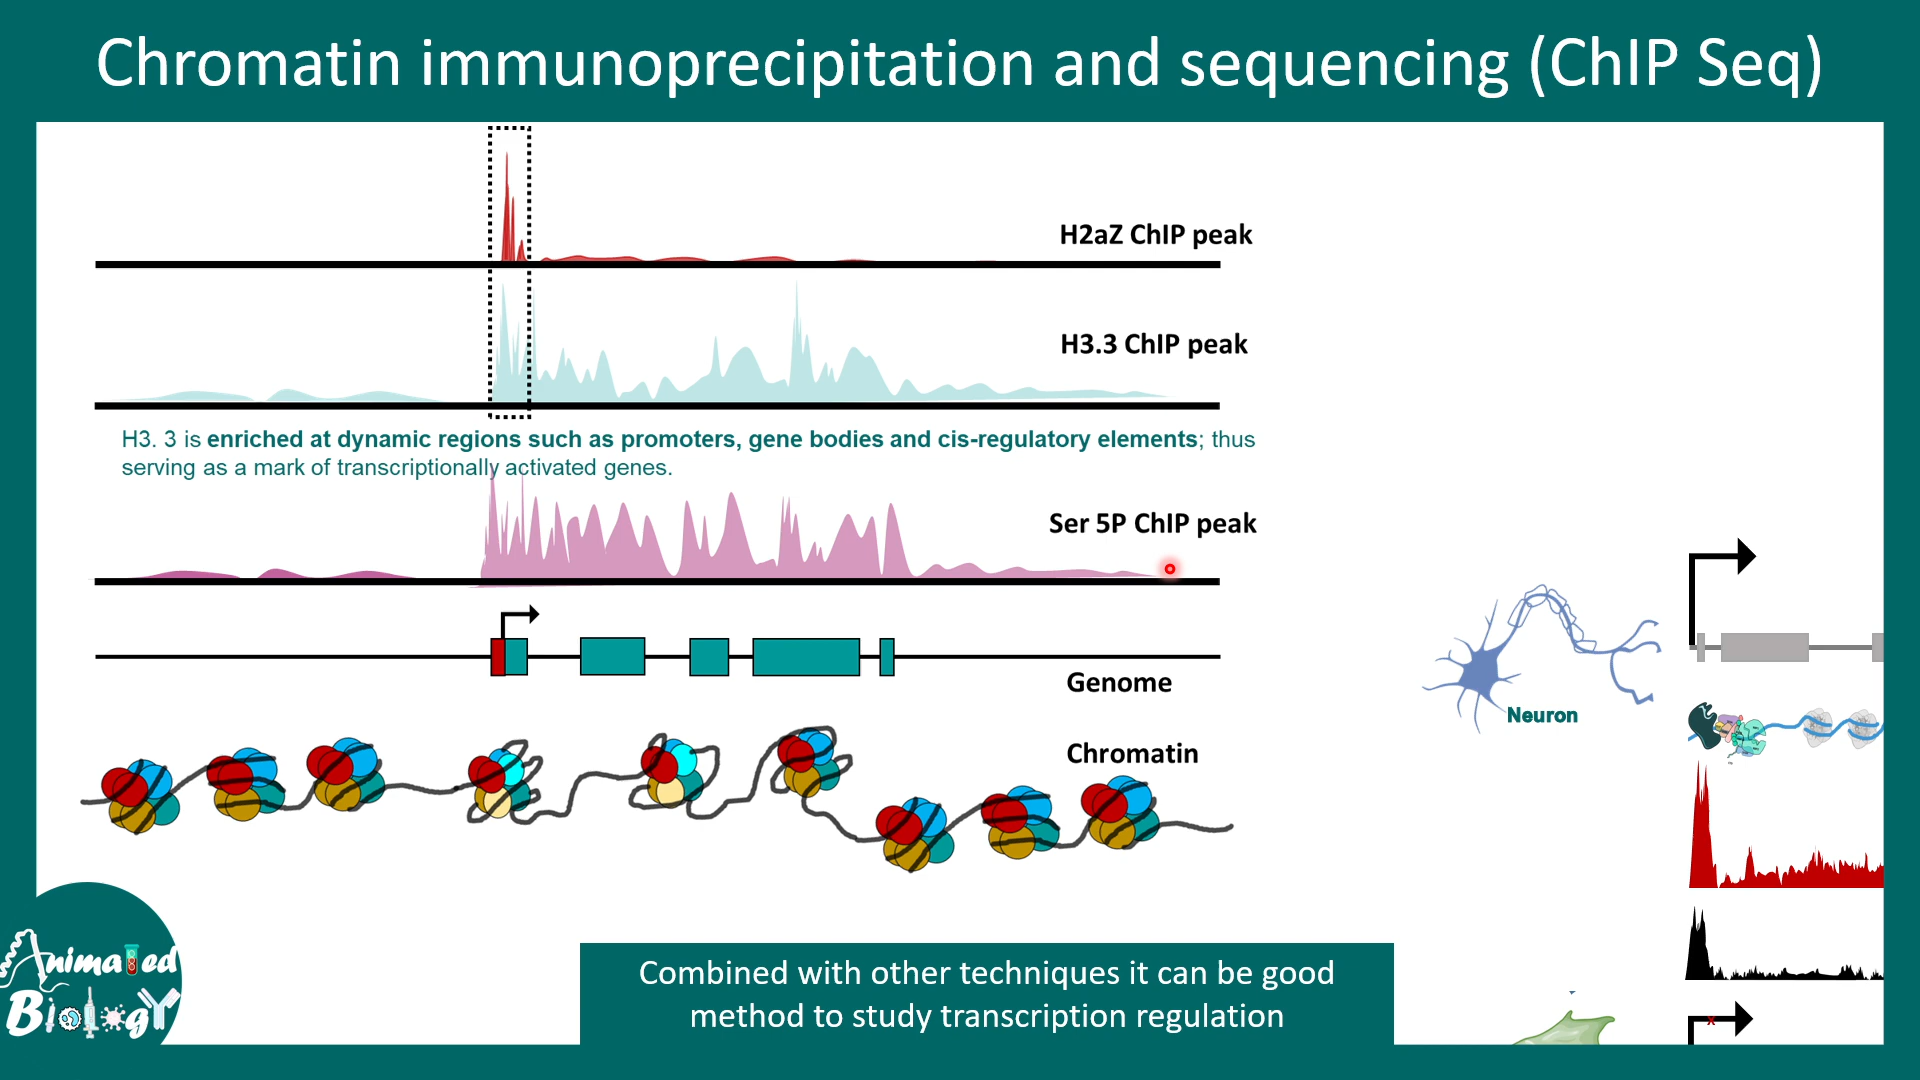 Chromatin immunoprecipitation and sequencing (ChIP Seq)
H2aZ ChIP peak
H3.3 ChIP peak
H3. 3 is enriched at dynamic regions such as promoters, gene bodies and cis-regulatory elements; thus
serving as a mark of transcriptionally activated genes.
Ser 5P ChIP peak
Genome
Chromatin
Neuron
x
Animated
Biology
Combined with other techniques it can be good
method to study transcription regulation